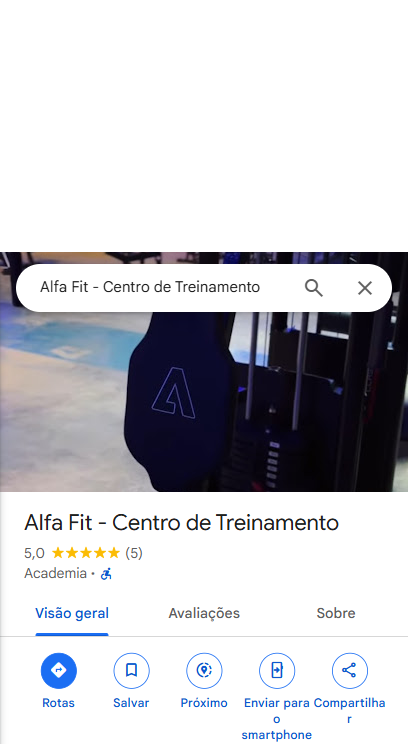 Alfa Fit - Centro de Treinamento
Alfa Fit - Centro de Treinamento
5,0 ★★★★★ (5)
Academia ·
Visão geral
Avaliações
Sobre
Rotas
Salvar
Próximo
Enviar para
o
smartphone
Compartilha
r